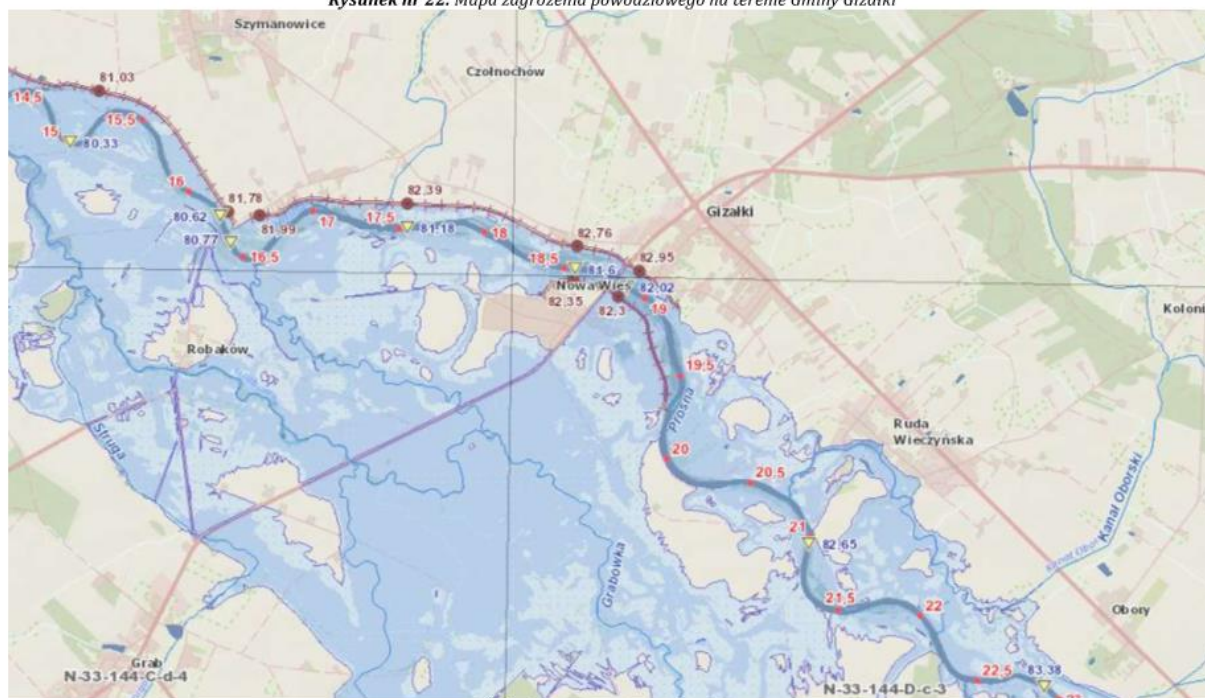 Rysunek nr 22. Mapa zagrożenia powodziowego na terenie Gminy Gizałki
Szymanowice
Czołnochów
81,03
14,5
15
15,5
80,33
16
81,78
82,39
80,62
81,99
17
17,5
81,18
18
Gizałki
80,77
16,5
82,76
18,5
81,6
82,95
Nowa Wieś
82,02
82,35
82,3
19
Koloni
Robaków
19,5
Prosna
Struga
Ruda
Wieczyńska
20
20,5
21
82,65
Kanał Oborski
Grabówka
21,5
22
Obory
Grab
N-33-144-C-d-4
22,5
83,38
N-33-144-D-c-3